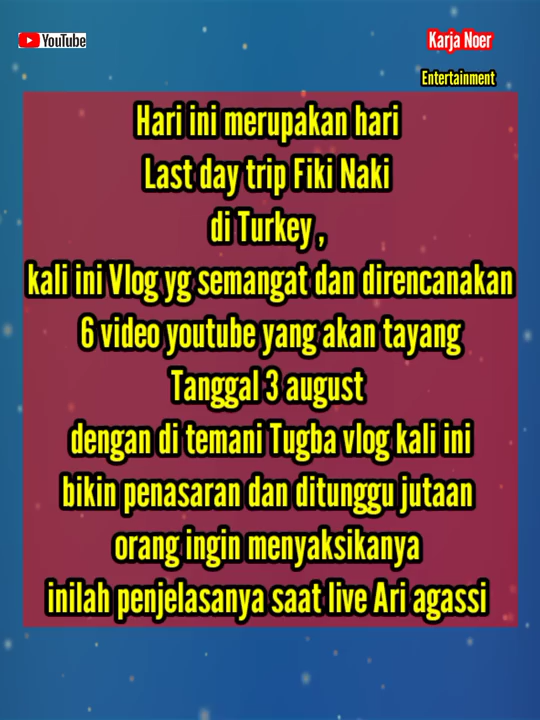 YouTube
Karja Noer
Entertainment
Hari ini merupakan hari
Last day trip Fiki Naki
di Turkey ,
kali ini Vlog yg semangat dan direncanakan
6 video youtube yang akan tayang
Tanggal 3 august
dengan di temani Tugba vlog kali ini
bikin penasaran dan ditunggu jutaan
orang ingin menyaksikanya
inilah penjelasanya saat live Ari agassi